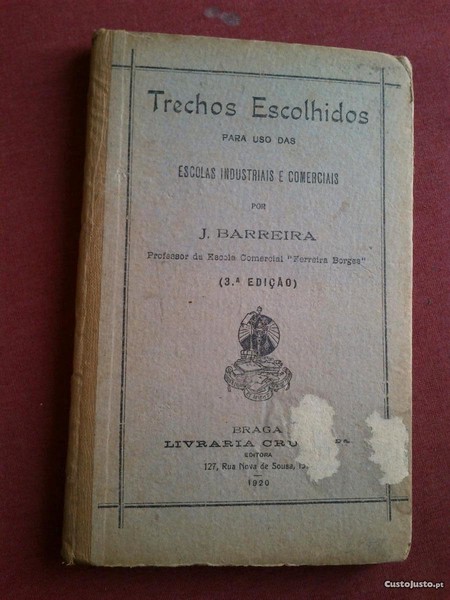 Trechos Escolhidos
PARA USO DAS
ESCOLAS INDUSTRIAIS E COMERCIAIS
POR
J. BARREIRA
Professor da Escola Comercial "Ferreira Borges"
(3.ª EDIÇÃO)
BRAGA
LIVRARIA CRU
EDITORA
127, Rua Nova de Sousa,
1920
CustoJusto.pt